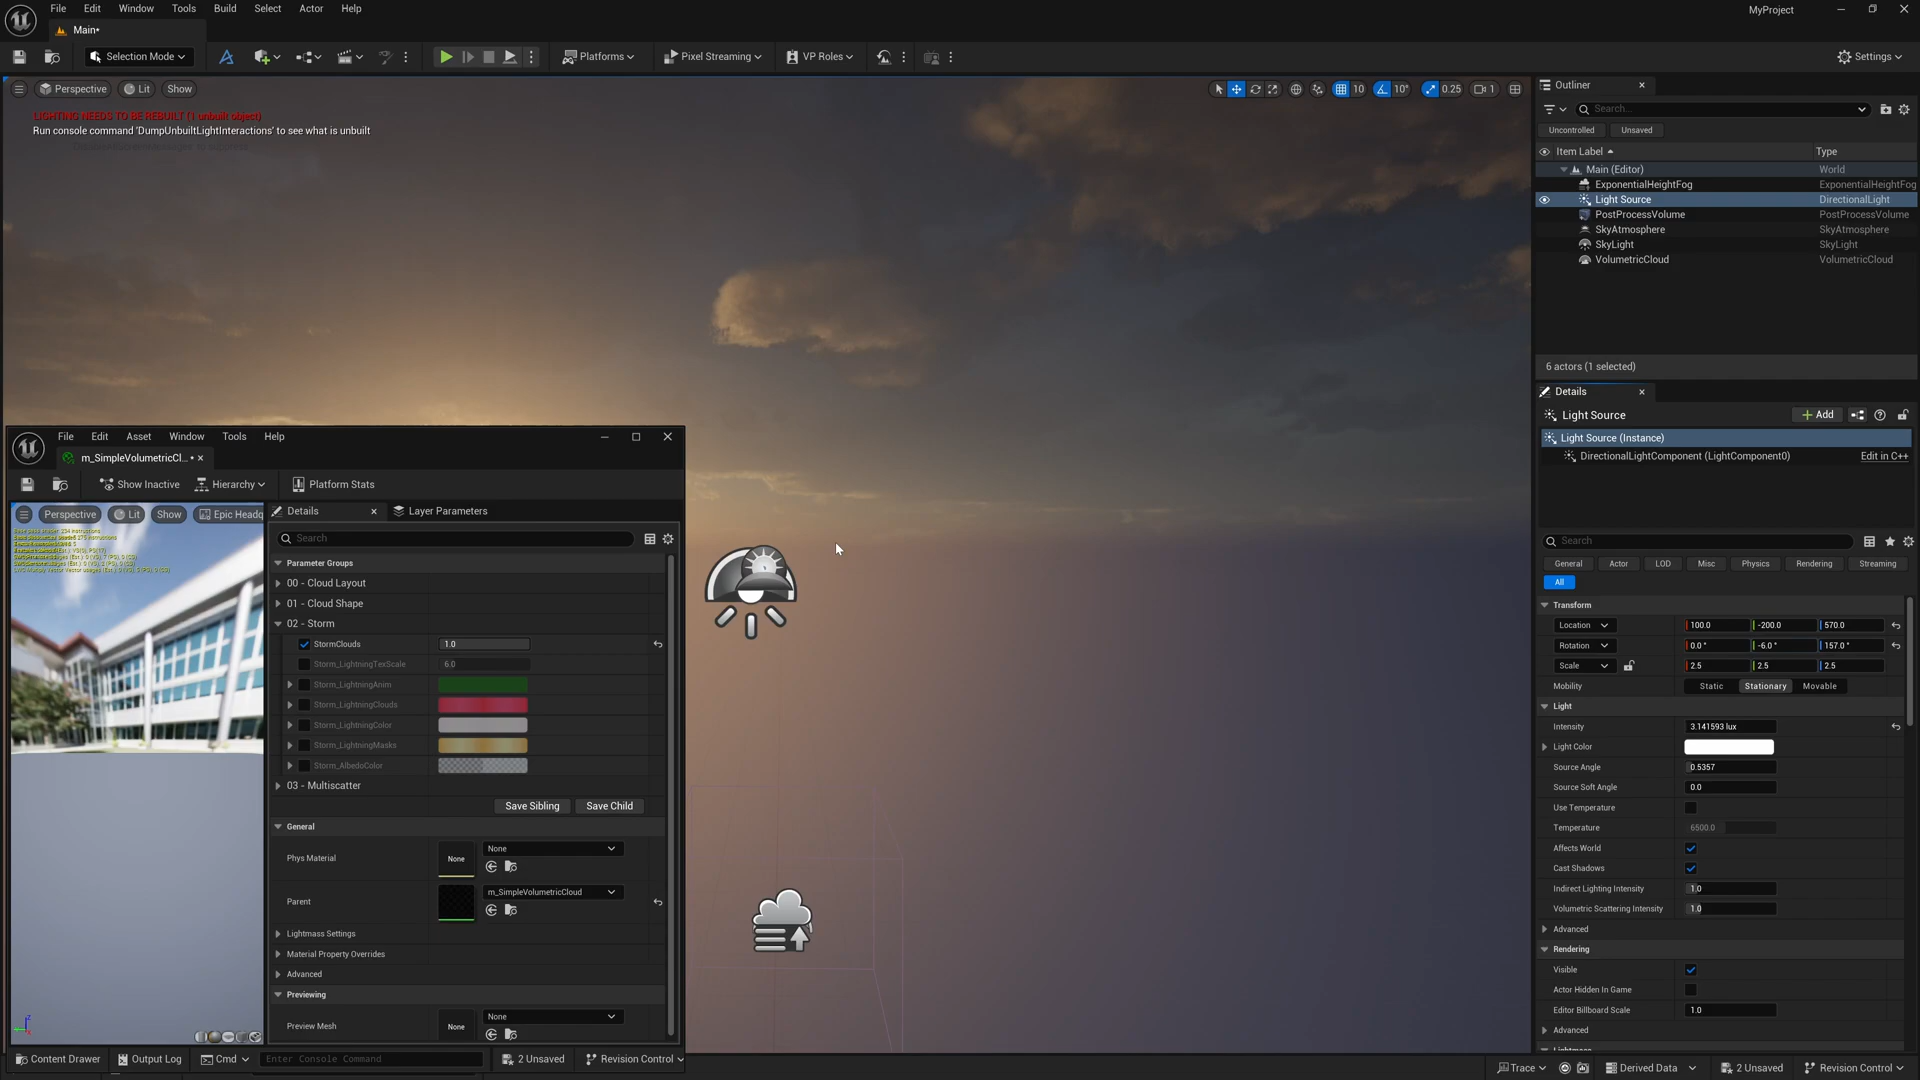 File Edit Window Tools Build Select Actor Help
MyProject
Main*
Selection Mode
Platforms
Pixel Streaming
VP Roles
Settings
Perspective
Lit
Show
10
10°
0.25
1
LIGHTING NEEDS TO BE REBUILT (1 unbuilt object)
Run console command 'DumpUnbuiltLightInteractions' to see what is unbuilt
Outliner
Search...
Uncontrolled
Unsaved
Item Label
Type
Main (Editor)
World
ExponentialHeightFog
ExponentialHeightFog
Light Source
DirectionalLight
PostProcessVolume
PostProcessVolume
SkyAtmosphere
SkyAtmosphere
SkyLight
SkyLight
VolumetricCloud
VolumetricCloud
6 actors (1 selected)
Details
Light Source
Add
Light Source (Instance)
DirectionalLightComponent (LightComponent0)
Edit in C++
Search
General
Actor
LOD
Misc
Physics
Rendering
Streaming
All
Transform
Location
100.0
-200.0
570.0
Rotation
0.0°
-6.0°
157.0°
Scale
2.5
2.5
2.5
Mobility
Static
Stationary
Movable
Light
Intensity
3.141593 lux
Light Color
Source Angle
0.5357
Source Soft Angle
0.0
Use Temperature
Temperature
6500.0
Affects World
Cast Shadows
Indirect Lighting Intensity
1.0
Volumetric Scattering Intensity
1.0
Advanced
Rendering
Visible
Actor Hidden In Game
Editor Billboard Scale
1.0
Advanced
Lightmass
File Edit Asset Window Tools Help
m_SimpleVolumetricCl... •
Show Inactive
Hierarchy
Platform Stats
Perspective
Lit
Show
Epic Headq
Details
Layer Parameters
Search
Parameter Groups
00 - Cloud Layout
01 - Cloud Shape
02 - Storm
StormClouds
1.0
Storm_LightningTexScale
6.0
Storm_LightningAnim
Storm_LightningClouds
Storm_LightningColor
Storm_LightningMasks
Storm_AlbedoColor
03 - Multiscatter
Save Sibling
Save Child
General
Phys Material
None
None
Parent
m_SimpleVolumetricCloud
Lightmass Settings
Material Property Overrides
Advanced
Previewing
Preview Mesh
None
None
Content Drawer
Output Log
Cmd
Enter Console Command
2 Unsaved
Revision Control
Trace
Derived Data
2 Unsaved
Revision Control